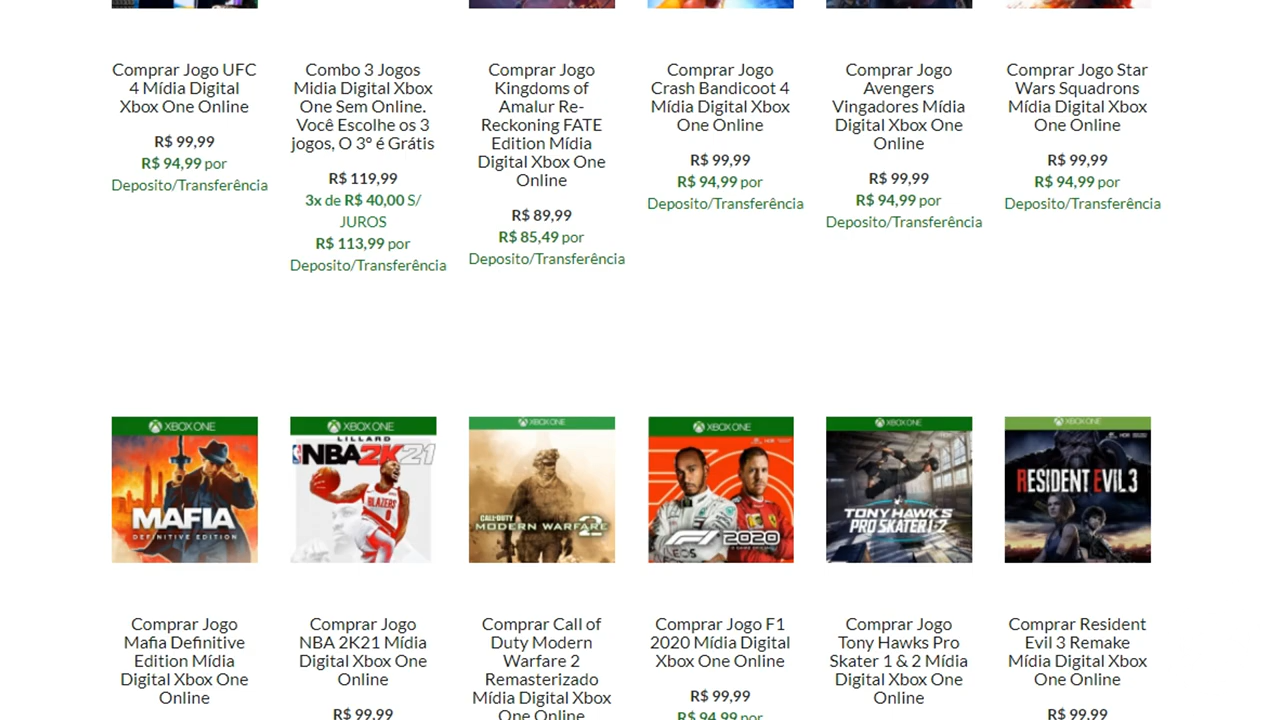 Comprar Jogo UFC
4 Mídia Digital
Xbox One Online
R$ 99,99
R$ 94,99 por
Deposito/Transferência
Combo 3 Jogos
Midia Digital Xbox
One Sem Online.
Você Escolhe os 3
jogos, O 3º é Grátis
R$ 119,99
3x de R$ 40,00 S/
JUROS
R$ 113,99 por
Deposito/Transferência
Comprar Jogo
Kingdoms of
Amalur Re-
Reckoning FATE
Edition Mídia
Digital Xbox One
Online
R$ 89,99
R$ 85,49 por
Deposito/Transferência
Comprar Jogo
Crash Bandicoot 4
Mídia Digital Xbox
One Online
R$ 99,99
R$ 94,99 por
Deposito/Transferência
Comprar Jogo
Avengers
Vingadores Mídia
Digital Xbox One
Online
R$ 99,99
R$ 94,99 por
Deposito/Transferência
Comprar Jogo Star
Wars Squadrons
Mídia Digital Xbox
One Online
R$ 99,99
R$ 94,99 por
Deposito/Transferência
XBOX ONE
MAFIA
DEFINITIVE EDITION
XBOX ONE
LILLARD
NBA 2K21
BLAZERS
XBOX ONE
CALL OF DUTY
MODERN WARFARE
2
XBOX ONE
F1 2020
XBOX ONE
TONY HAWK'S
PRO SKATER 1+2
XBOX ONE
RESIDENT EVIL 3
Comprar Jogo
Mafia Definitive
Edition Mídia
Digital Xbox One
Online
Comprar Jogo
NBA 2K21 Mídia
Digital Xbox One
Online
R$ 99,99
Comprar Call of
Duty Modern
Warfare 2
Remasterizado
Mídia Digital Xbox
One Online
Comprar Jogo F1
2020 Mídia Digital
Xbox One Online
R$ 99,99
R$ 94,99 por
Comprar Jogo
Tony Hawks Pro
Skater 1 & 2 Mídia
Digital Xbox One
Online
Comprar Resident
Evil 3 Remake
Mídia Digital Xbox
One Online
R$ 99,99